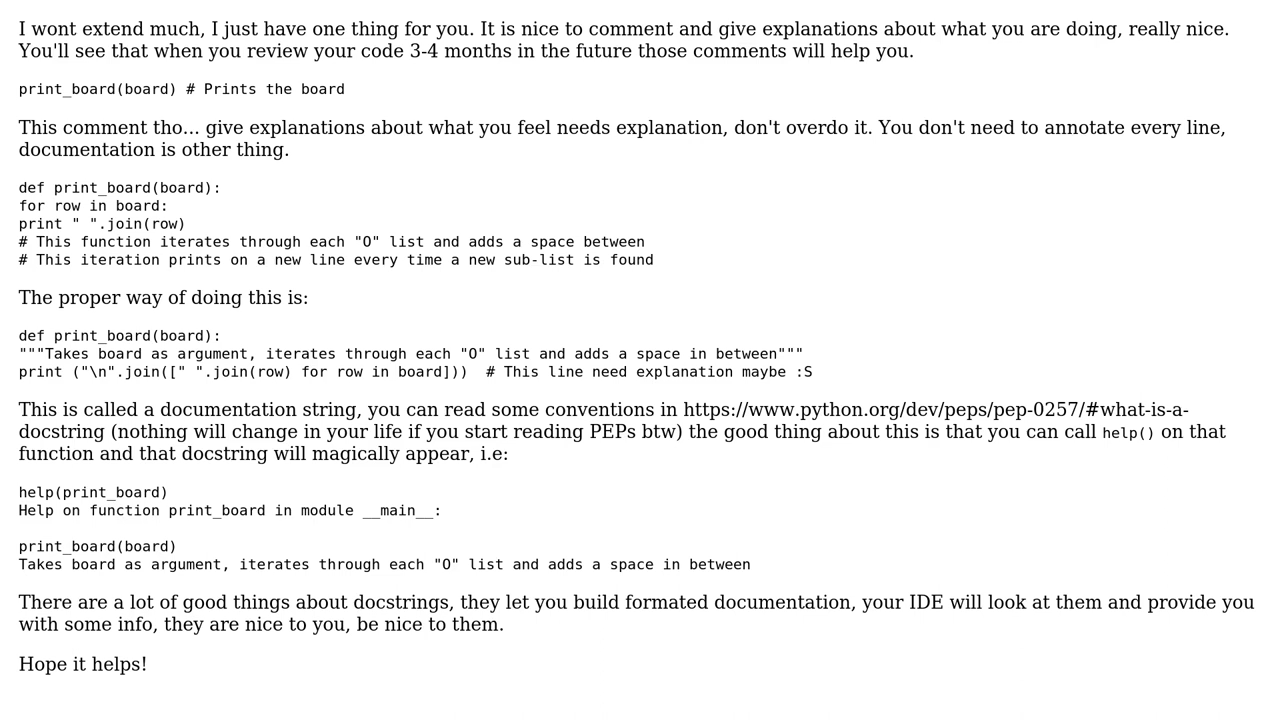 I wont extend much, I just have one thing for you. It is nice to comment and give explanations about what you are doing, really nice.
You'll see that when you review your code 3-4 months in the future those comments will help you.
print_board(board) # Prints the board
This comment tho... give explanations about what you feel needs explanation, don't overdo it. You don't need to annotate every line,
documentation is other thing.
def print_board(board):
for row in board:
print " ".join(row)
# This function iterates through each "O" list and adds a space between
# This iteration prints on a new line every time a new sub-list is found
The proper way of doing this is:
def print_board(board):
"""Takes board as argument, iterates through each "O" list and adds a space in between"""
print ("\n".join([" ".join(row) for row in board]))  # This line need explanation maybe :S
This is called a documentation string, you can read some conventions in https://www.python.org/dev/peps/pep-0257/#what-is-a-
docstring (nothing will change in your life if you start reading PEPs btw) the good thing about this is that you can call help() on that
function and that docstring will magically appear, i.e:
help(print_board)
Help on function print_board in module __main__:
print_board(board)
Takes board as argument, iterates through each "O" list and adds a space in between
There are a lot of good things about docstrings, they let you build formated documentation, your IDE will look at them and provide you
with some info, they are nice to you, be nice to them.
Hope it helps!